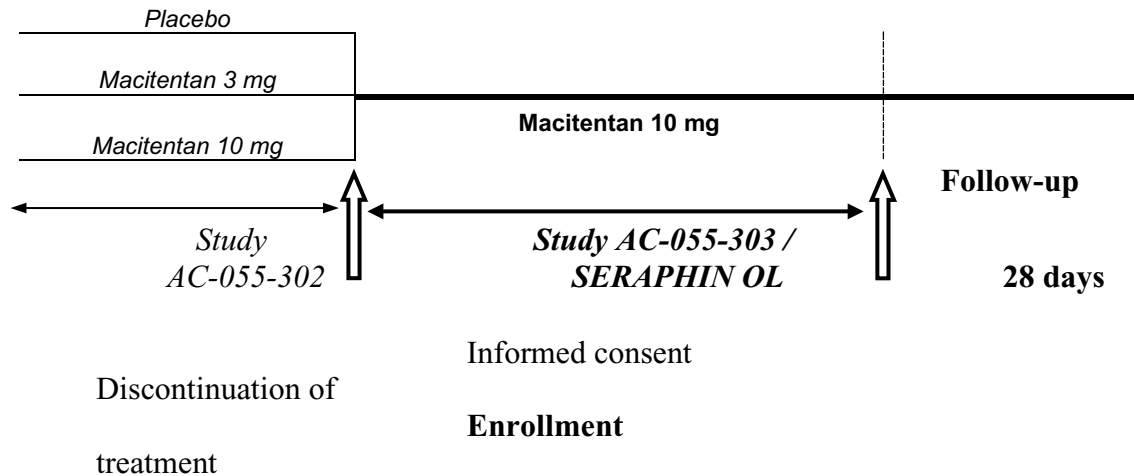 Placebo
Macitentan 3 mg
Macitentan 10 mg
Macitentan 10 mg
Follow-up
Study
AC-055-302
Study AC-055-303 /
SERAPHIN OL
28 days
Informed consent
Discontinuation of
Enrollment
treatment